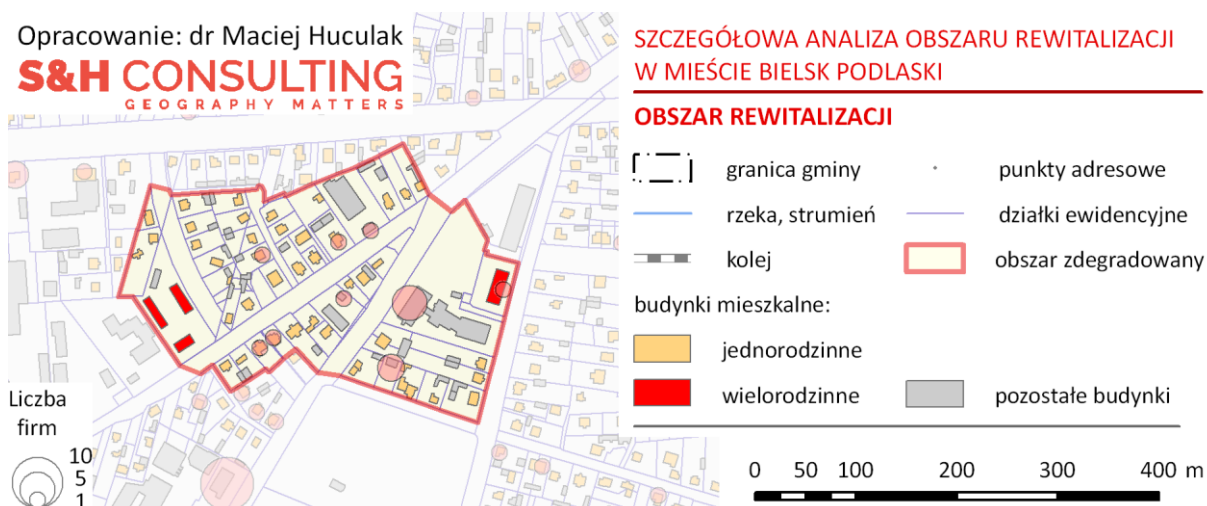 Opracowanie: dr Maciej Huculak
S&H CONSULTING
GEOGRAPHY MATTERS
Liczba
firm
10
5
1
SZCZEGÓŁOWA ANALIZA OBSZARU REWITALIZACJI
W MIEŚCIE BIELSK PODLASKI
OBSZAR REWITALIZACJI
granica gminy
punkty adresowe
rzeka, strumień
działki ewidencyjne
kolej
obszar zdegradowany
budynki mieszkalne:
jednorodzinne
wielorodzinne
pozostałe budynki
0 50 100 200 300 400 m